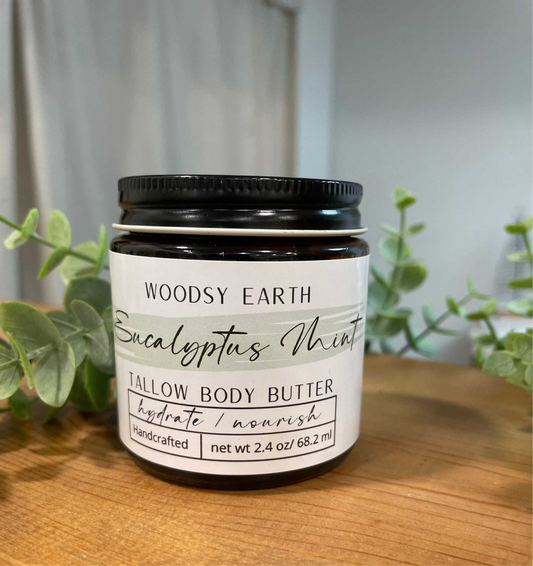 WOODSY EARTH
Eucalyptus Mint
TALLOW BODY BUTTER
hydrate / nourish
Handcrafted
net wt 2.4 oz/ 68.2 ml